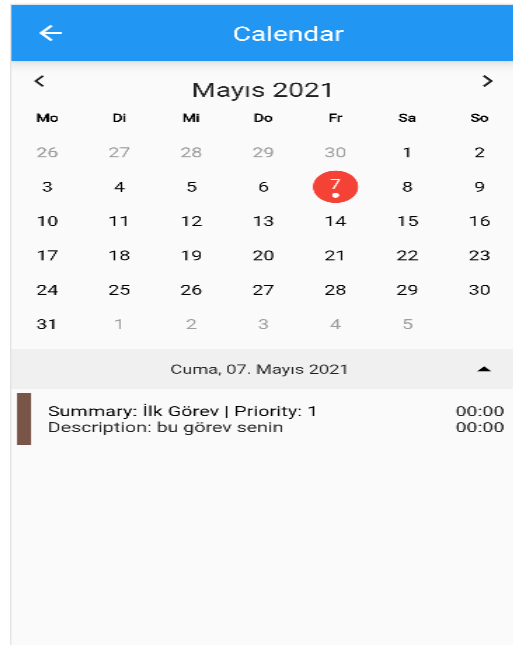 Calendar
Mayıs 2021
Mo Di Mi Do Fr Sa So
26 27 28 29 30 1 2
3 4 5 6 7 8 9
10 11 12 13 14 15 16
17 18 19 20 21 22 23
24 25 26 27 28 29 30
31 1 2 3 4 5
Cuma, 07. Mayıs 2021
Summary: İlk Görev | Priority: 1 00:00
Description: bu görev senin 00:00